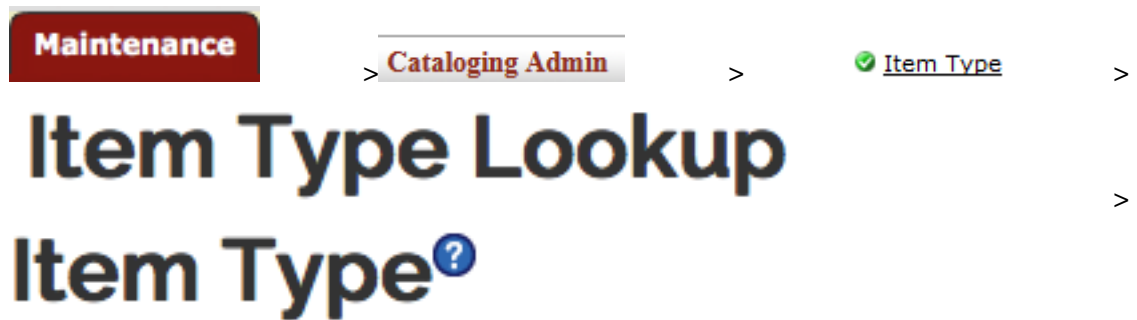 Maintenance > Cataloging Admin > Item Type >
Item Type Lookup >
Item Type?